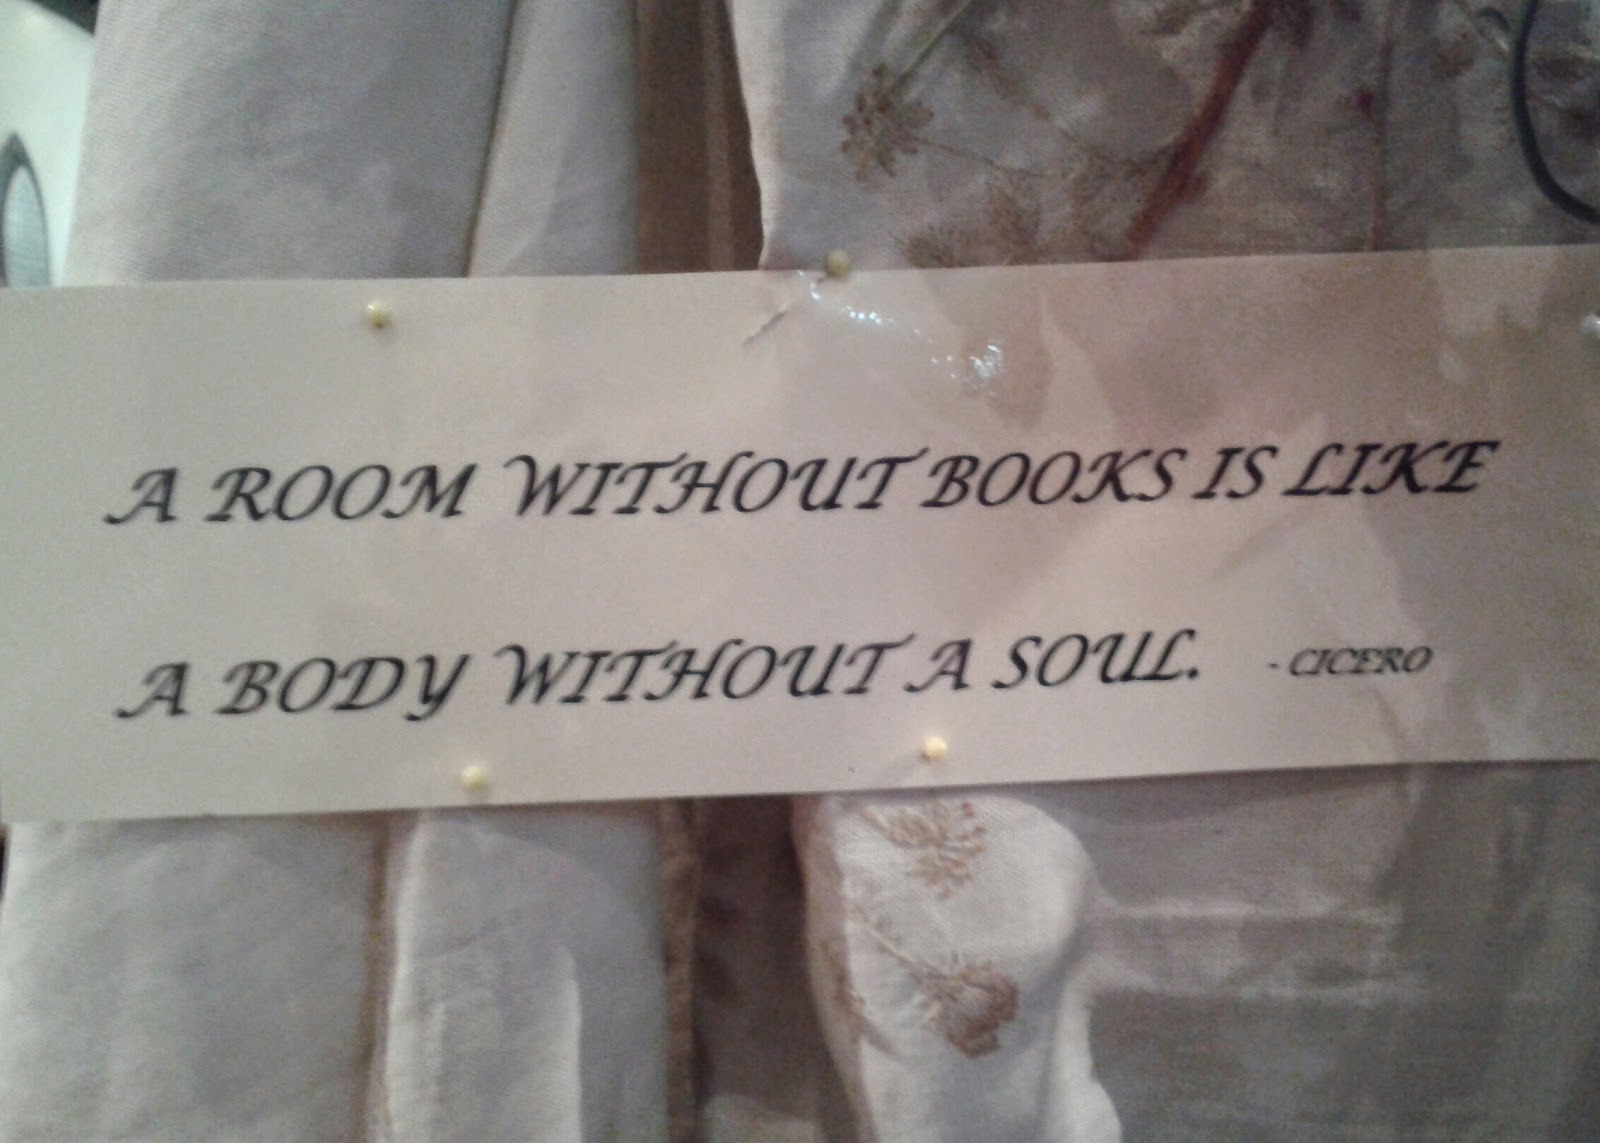 A ROOM WITHOUT BOOKS IS LIKE
A BODY WITHOUT A SOUL. - CICERO